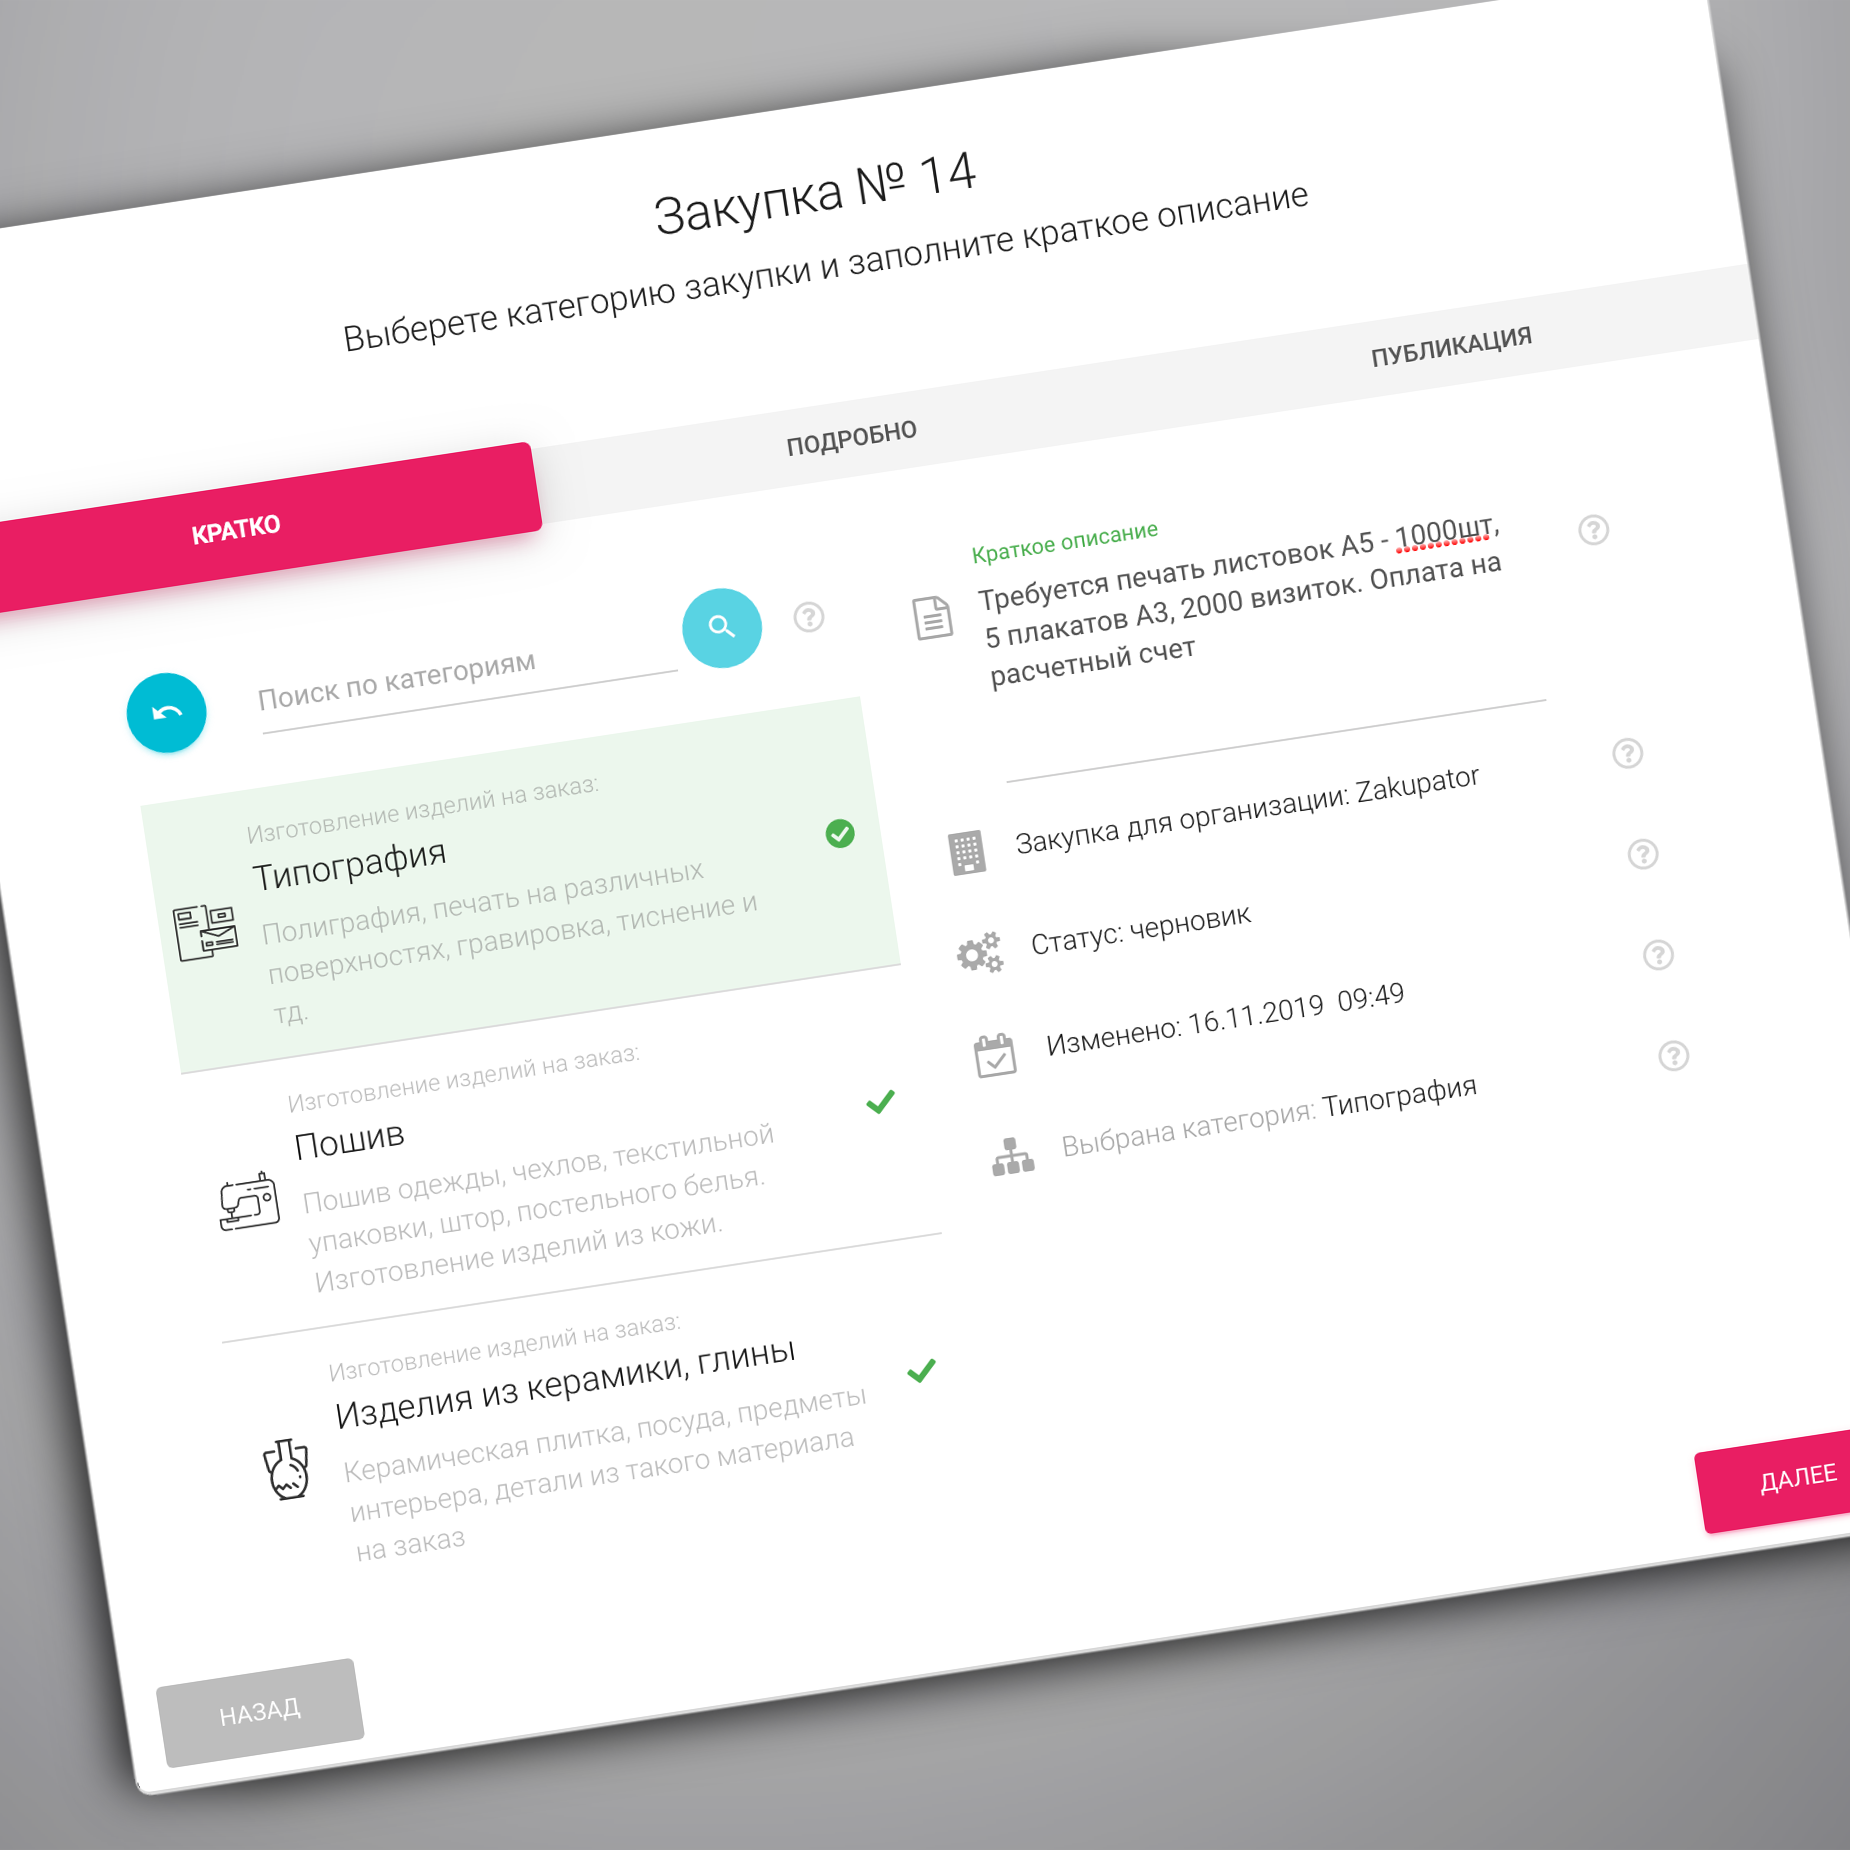 Закупка № 14
Выберете категорию закупки и заполните краткое описание
КРАТКО
ПОДРОБНО
ПУБЛИКАЦИЯ
Поиск по категориям
Изготовление изделий на заказ:
Типография
Полиграфия, печать на различных
поверхностях, гравировка, тиснение и
тд.
Изготовление изделий на заказ:
Пошив
Пошив одежды, чехлов, текстильной
упаковки, штор, постельного белья.
Изготовление изделий из кожи.
Изготовление изделий на заказ:
Изделия из керамики, глины
Керамическая плитка, посуда, предметы
интерьера, детали из такого материала
на заказ
Краткое описание
Требуется печать листовок А5 - 1000шт,
5 плакатов А3, 2000 визиток. Оплата на
расчетный счет
Закупка для организации: Zakupator
Статус: черновик
Изменено: 16.11.2019 09:49
Выбрана категория: Типография
НАЗАД
ДАЛЕЕ